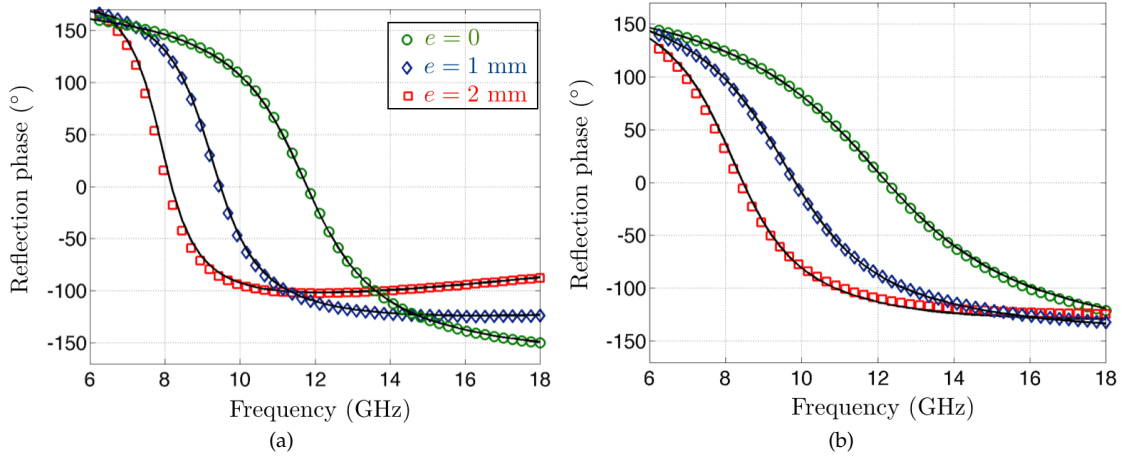 150
100
50
0
-50
-100
-150
6 8 10 12 14 16 18
Reflection phase (°)
Frequency (GHz)
e = 0
e = 1 mm
e = 2 mm
(a)
150
100
50
0
-50
-100
-150
6 8 10 12 14 16 18
Reflection phase (°)
Frequency (GHz)
(b)